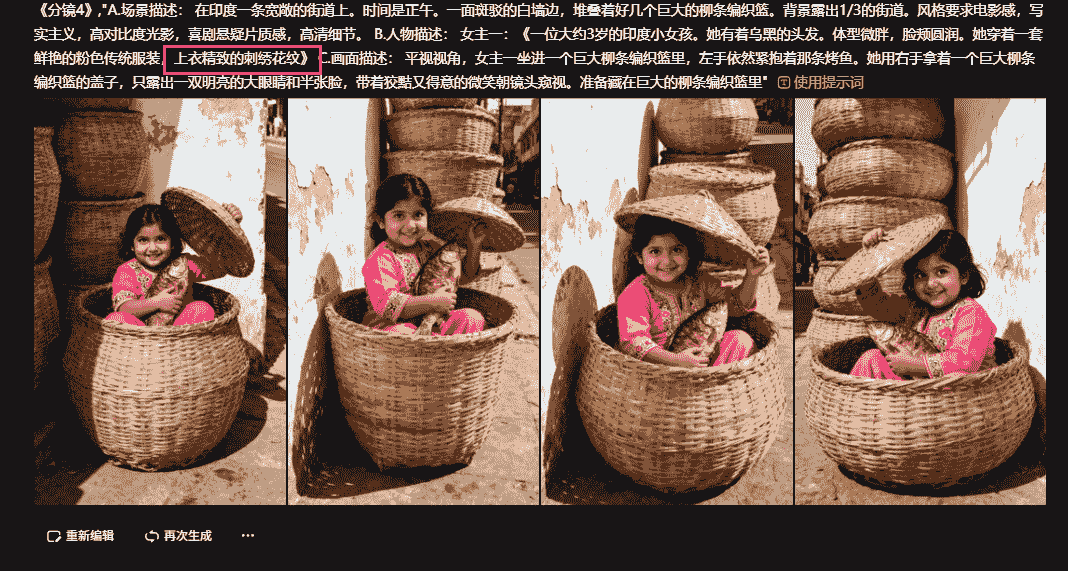 《分镜4》,"A.场景描述： 在印度一条宽敞的街道上。时间是正午。一面斑驳的白墙边，堆叠着好几个巨大的柳条编织篮。背景露出1/3的街道。风格要求电影感，写
实主义，高对比度光影，喜剧悬疑片质感，高清细节。 B.人物描述： 女主一：《一位大约3岁的印度小女孩。她有着乌黑的头发。体型微胖，脸颊圆润。她穿着一套
鲜艳的粉色传统服装，上衣精致的刺绣花纹》 C.画面描述： 平视视角，女主一坐进一个巨大柳条编织篮里，左手依然紧抱着那条烤鱼。她用右手拿着一个巨大柳条
编织篮的盖子，只露出一双明亮的大眼睛和半张脸，带着狡黠又得意的微笑朝镜头窥视。准备藏在巨大的柳条编织篮里" 使用提示词
重新编辑 再次生成 ···